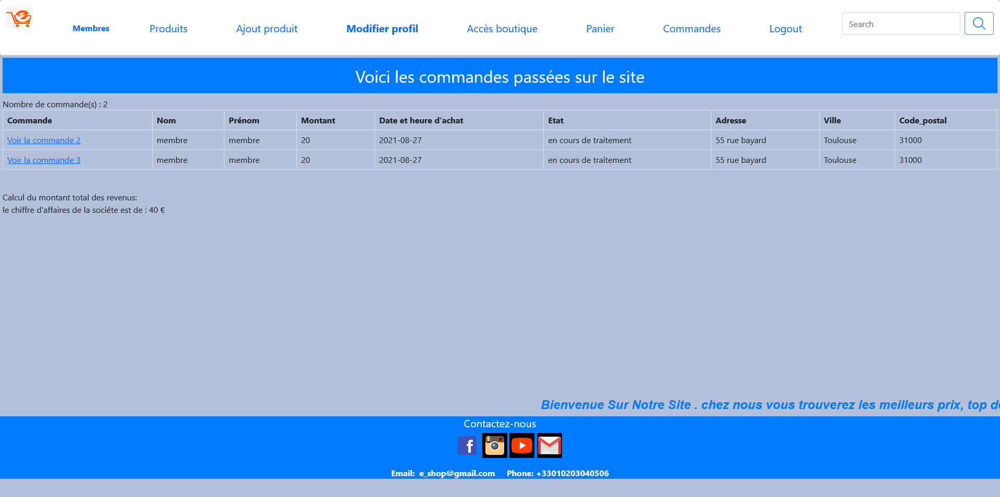 Membres Produits Ajout produit Modifier profil Accès boutique Panier Commandes Logout Search
Voici les commandes passées sur le site
Nombre de commande(s) : 2
Commande Nom Prénom Montant Date et heure d'achat Etat Adresse Ville Code_postal
Voir la commande 2 membre membre 20 2021-08-27 en cours de traitement 55 rue bayard Toulouse 31000
Voir la commande 3 membre membre 20 2021-08-27 en cours de traitement 55 rue bayard Toulouse 31000
Calcul du montant total des revenus:
le chiffre d'affaires de la sociéte est de : 40 €
Bienvenue Sur Notre Site . chez nous vous trouverez les meilleurs prix, top
Contactez-nous
Email: e_shop@gmail.com Phone: +33010203040506